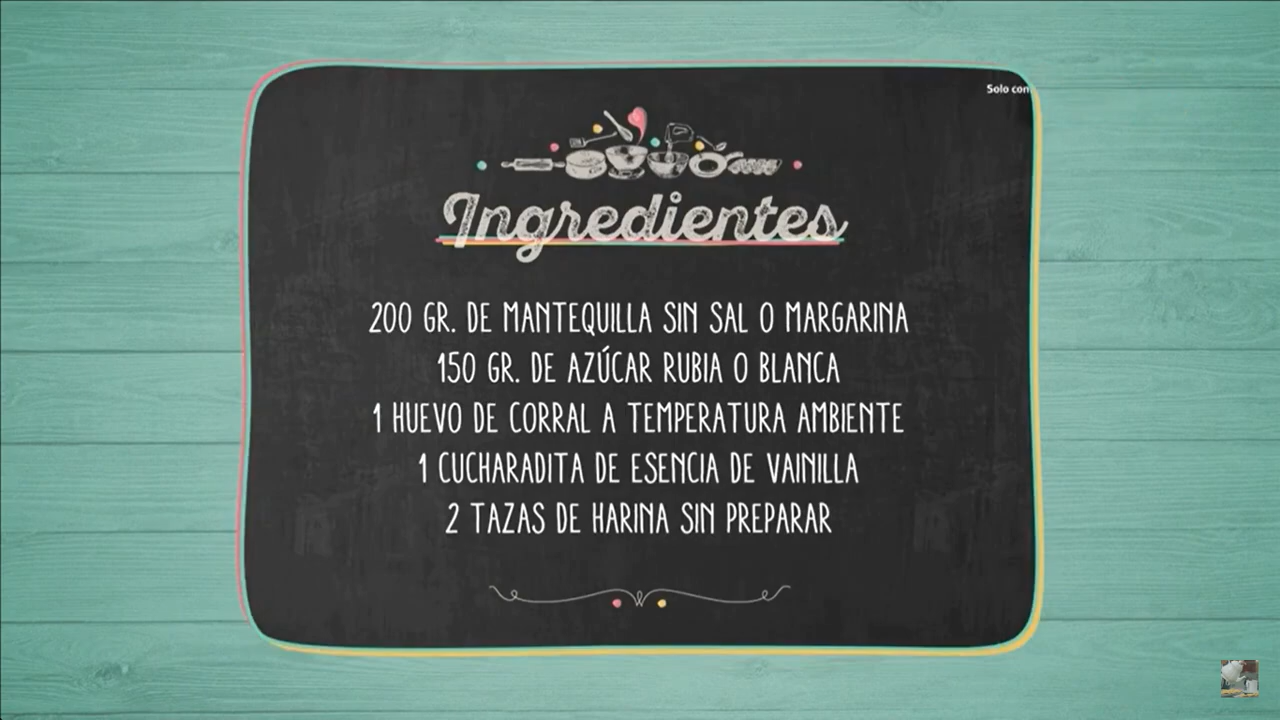 Solo con
Ingredientes
200 GR. DE MANTEQUILLA SIN SAL O MARGARINA
150 GR. DE AZÚCAR RUBIA O BLANCA
1 HUEVO DE CORRAL A TEMPERATURA AMBIENTE
1 CUCHARADITA DE ESENCIA DE VAINILLA
2 TAZAS DE HARINA SIN PREPARAR